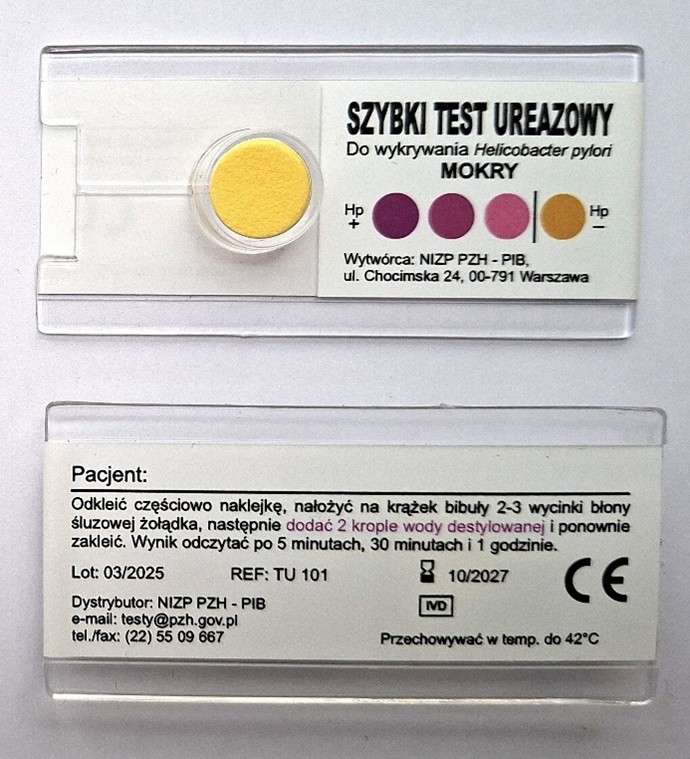 SZYBKI TEST UREAZOWY
Do wykrywania Helicobacter pylori
MOKRY
Hp + Hp –
Wytwórca: NIZP PZH - PIB,
ul. Chocimska 24, 00-791 Warszawa
Pacjent:
Odkleić częściowo naklejkę, nałożyć na krążek bibuły 2-3 wycinki błony
śluzowej żołądka, następnie dodać 2 krople wody destylowanej i ponownie
zakleić. Wynik odczytać po 5 minutach, 30 minutach i 1 godzinie.
Lot: 03/2025 REF: TU 101 10/2027 CE
Dystrybutor: NIZP PZH - PIB IVD
e-mail: testy@pzh.gov.pl
tel./fax: (22) 55 09 667 Przechowywać w temp. do 42°C